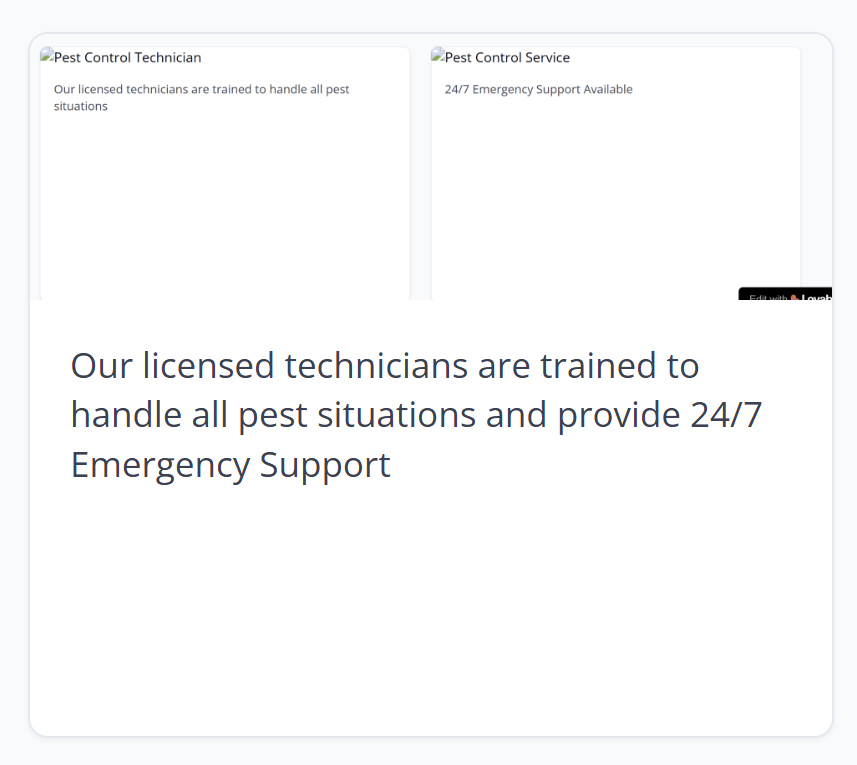 Pest Control Technician
Our licensed technicians are trained to handle all pest
situations
Pest Control Service
24/7 Emergency Support Available
Edit with
Our licensed technicians are trained to
handle all pest situations and provide 24/7
Emergency Support